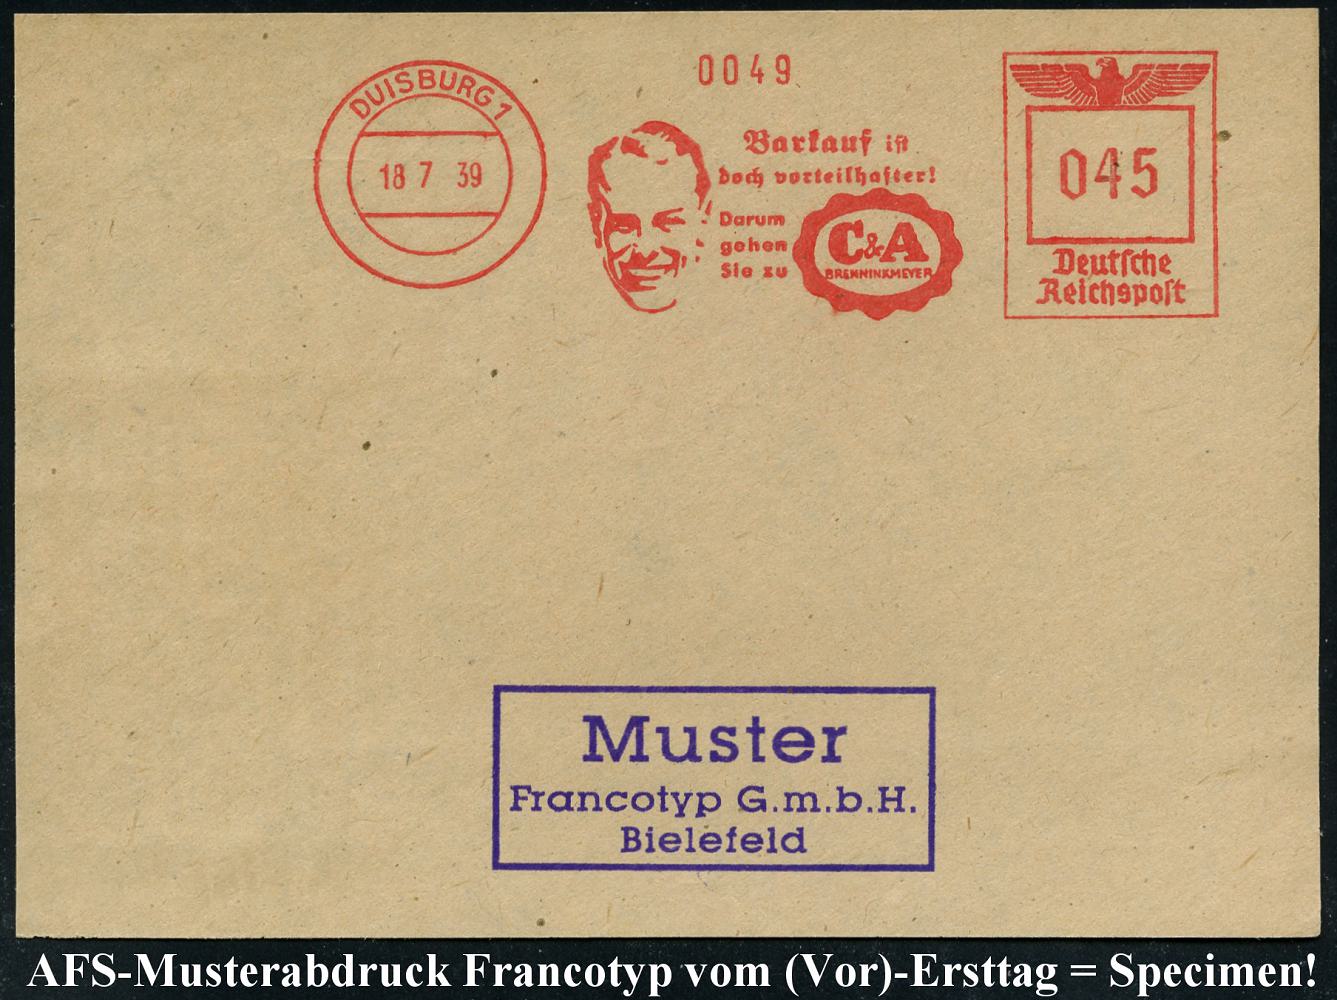 DUISBURG 1
18 7 39
0049
Barkauf ist
doch vorteilhafter!
Darum
gehen
Sie zu
C&A
BRENNINKMEYER
045
Deutsche
Reichspost
Muster
Francotyp G.m.b.H.
Bielefeld
AFS-Musterabdruck Francotyp vom (Vor)-Ersttag = Specimen!